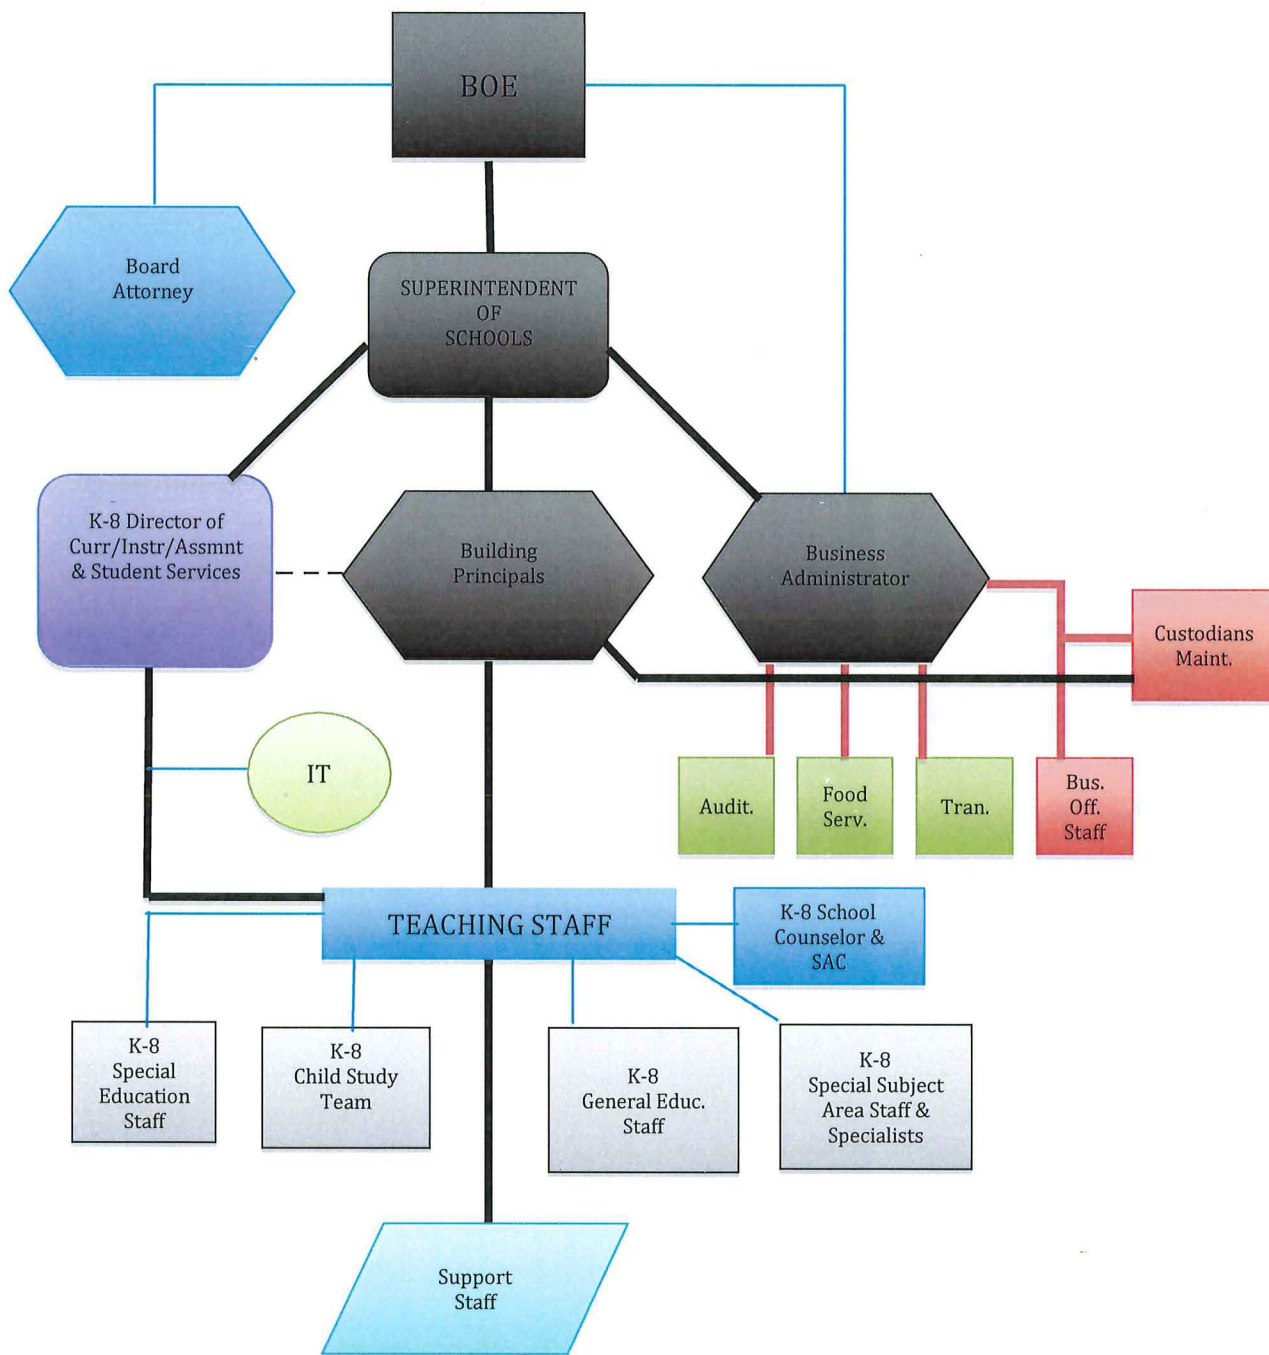 BOE
Board
Attorney
SUPERINTENDENT
OF
SCHOOLS
K-8 Director of
Curr/Instr/Assmnt
& Student Services
Building
Principals
Business
Administrator
Custodians
Maint.
IT
Audit.
Food
Serv.
Tran.
Bus.
Off.
Staff
TEACHING STAFF
K-8 School
Counselor &
SAC
K-8
Special
Education
Staff
K-8
Child Study
Team
K-8
General Educ.
Staff
K-8
Special Subject
Area Staff &
Specialists
Support
Staff